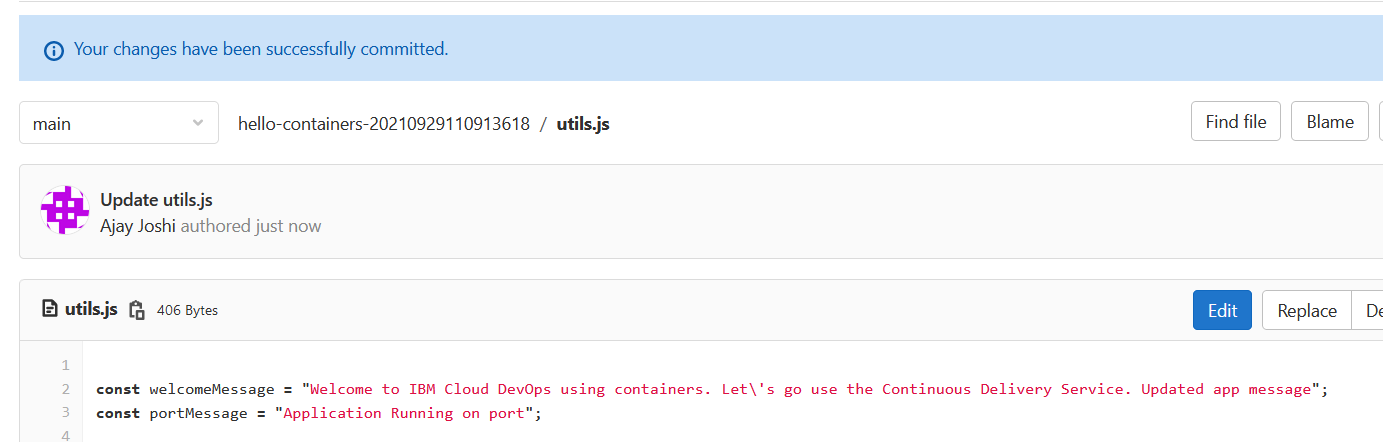 Your changes have been successfully committed.
main hello-containers-20210929110913618 / utils.js Find file Blame
Update utils.js
Ajay Joshi authored just now
utils.js 406 Bytes Edit Replace
1
2 const welcomeMessage = "Welcome to IBM Cloud DevOps using containers. Let\'s go use the Continuous Delivery Service. Updated app message";
3 const portMessage = "Application Running on port";
4